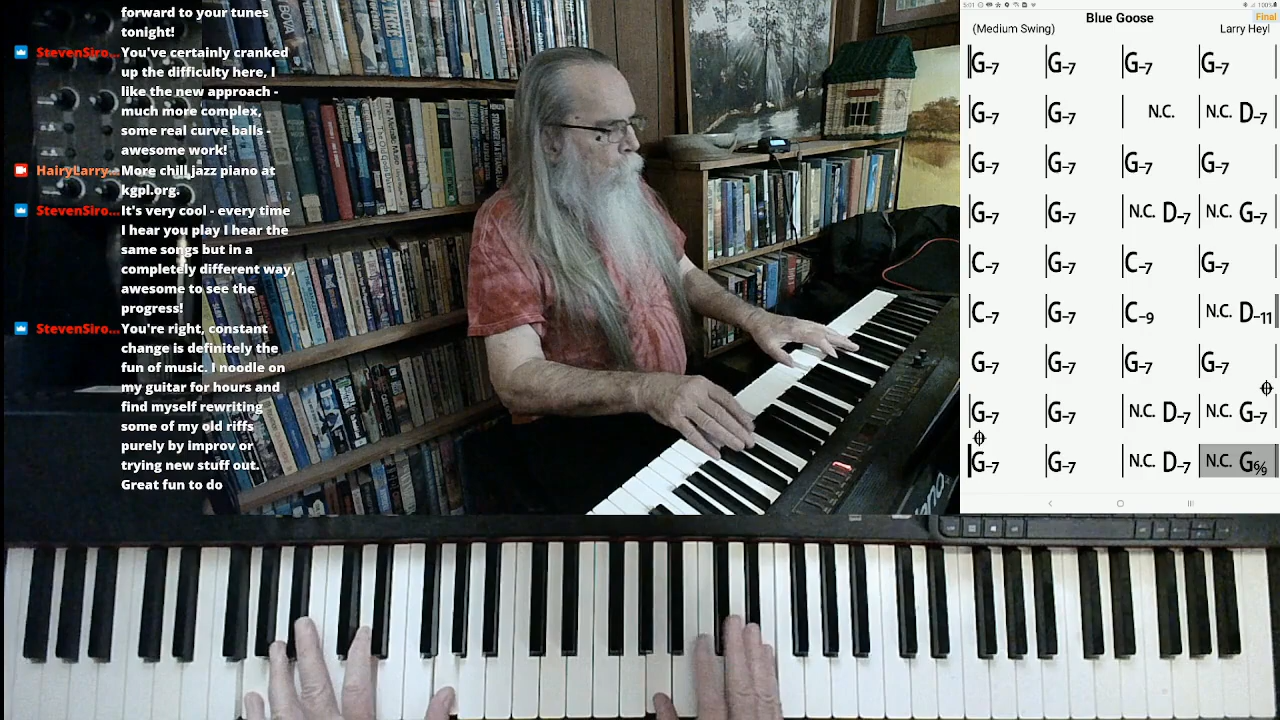 forward to your tunes
tonight!
StevenSiro... You've certainly cranked
up the difficulty here, I
like the new approach -
much more complex,
some real curve balls -
awesome work!
HairyLarry... More chill jazz piano at
kgpl.org.
StevenSiro... It's very cool - every time
I hear you play I hear the
same songs but in a
completely different way,
awesome to see the
progress!
StevenSiro... You're right, constant
change is definitely the
fun of music. I noodle on
my guitar for hours and
find myself rewriting
some of my old riffs
purely by improv or
trying new stuff out.
Great fun to do
5:01 100%
Blue Goose Final
(Medium Swing) Larry Heyl
G-7 G-7 G-7 G-7
G-7 G-7 N.C. N.C. D-7
G-7 G-7 G-7 G-7
G-7 G-7 N.C. D-7 N.C. G-7
C-7 G-7 C-7 G-7
C-7 G-7 C-9 N.C. D-11
G-7 G-7 G-7 G-7
G-7 G-7 N.C. D-7 N.C. G-7
G-7 G-7 N.C. D-7 N.C. G6/9